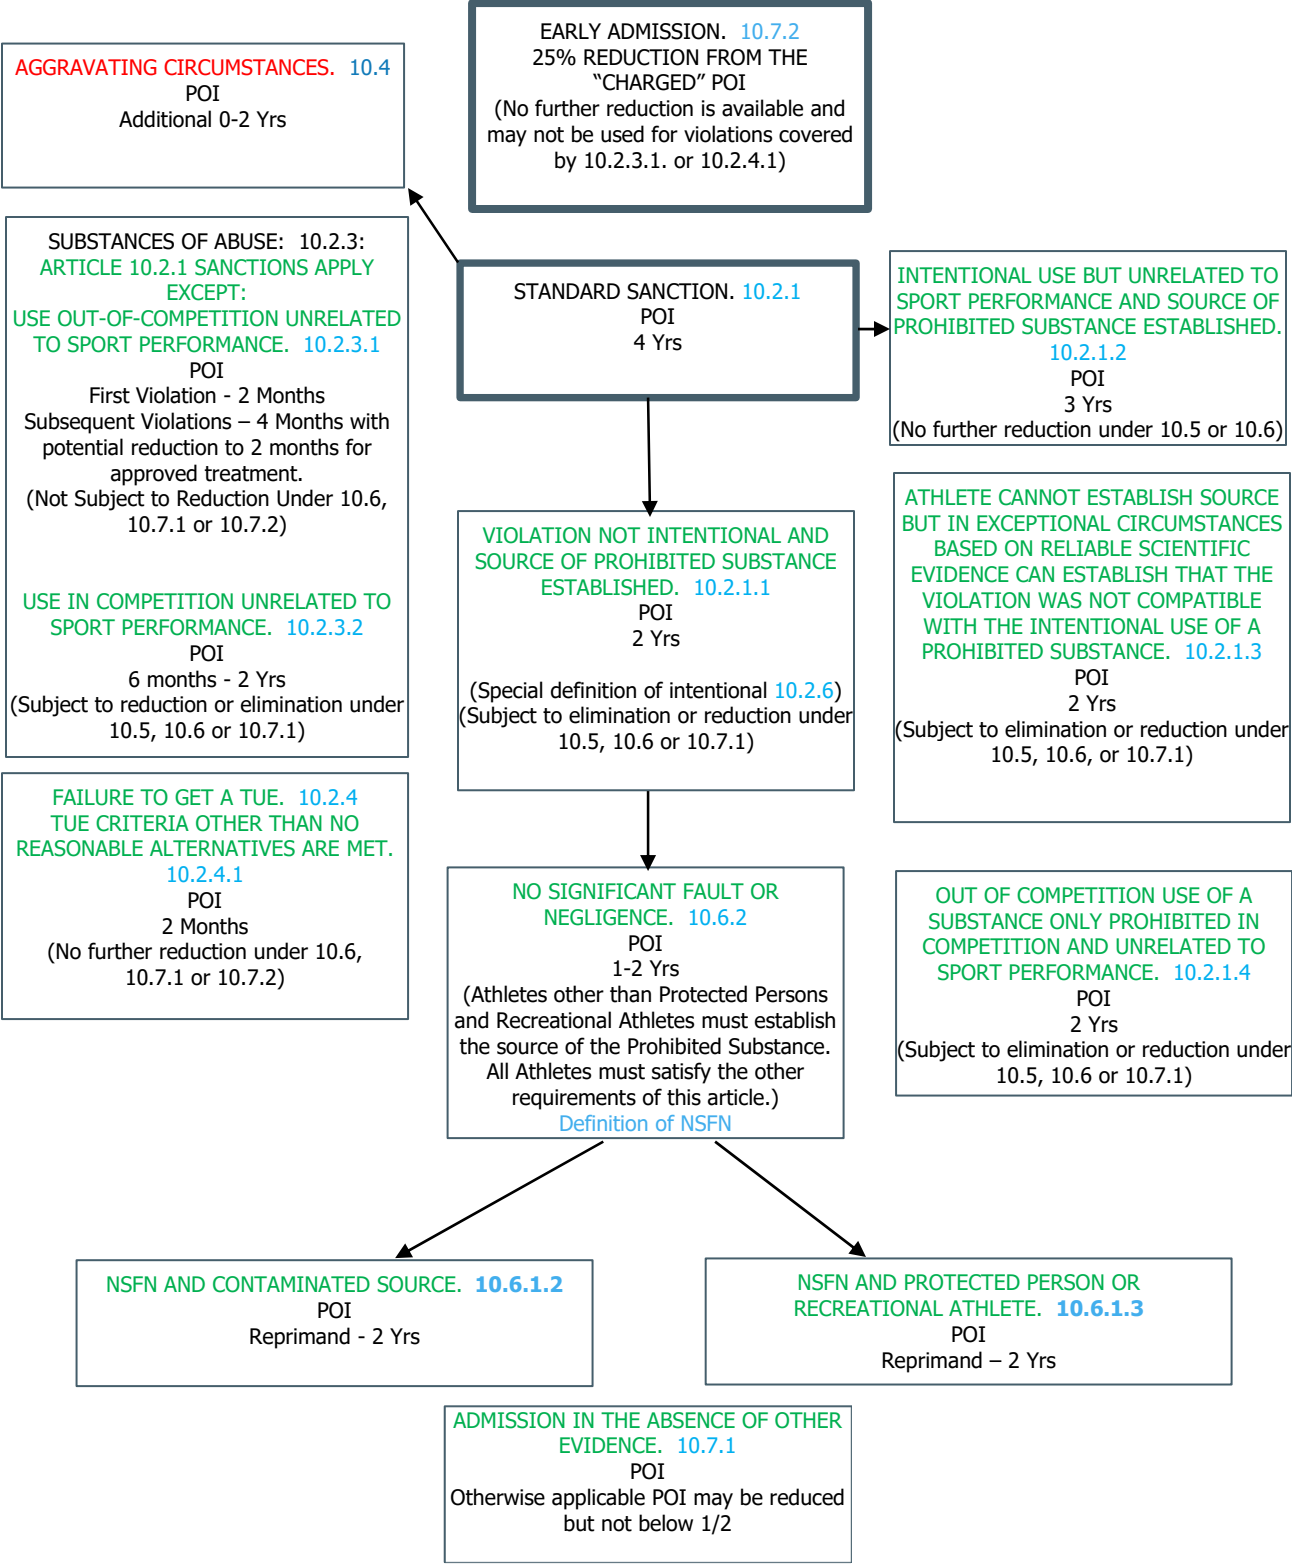 EARLY ADMISSION. 10.7.2
25% REDUCTION FROM THE
“CHARGED” POI
(No further reduction is available and
may not be used for violations covered
by 10.2.3.1. or 10.2.4.1)
AGGRAVATING CIRCUMSTANCES. 10.4
POI
Additional 0-2 Yrs
SUBSTANCES OF ABUSE: 10.2.3:
ARTICLE 10.2.1 SANCTIONS APPLY
EXCEPT:
USE OUT-OF-COMPETITION UNRELATED
TO SPORT PERFORMANCE. 10.2.3.1
POI
First Violation - 2 Months
Subsequent Violations – 4 Months with
potential reduction to 2 months for
approved treatment.
(Not Subject to Reduction Under 10.6,
10.7.1 or 10.7.2)
USE IN COMPETITION UNRELATED TO
SPORT PERFORMANCE. 10.2.3.2
POI
6 months - 2 Yrs
(Subject to reduction or elimination under
10.5, 10.6 or 10.7.1)
STANDARD SANCTION. 10.2.1
POI
4 Yrs
INTENTIONAL USE BUT UNRELATED TO
SPORT PERFORMANCE AND SOURCE OF
PROHIBITED SUBSTANCE ESTABLISHED.
10.2.1.2
POI
3 Yrs
(No further reduction under 10.5 or 10.6)
VIOLATION NOT INTENTIONAL AND
SOURCE OF PROHIBITED SUBSTANCE
ESTABLISHED. 10.2.1.1
POI
2 Yrs
(Special definition of intentional 10.2.6)
(Subject to elimination or reduction under
10.5, 10.6 or 10.7.1)
ATHLETE CANNOT ESTABLISH SOURCE
BUT IN EXCEPTIONAL CIRCUMSTANCES
BASED ON RELIABLE SCIENTIFIC
EVIDENCE CAN ESTABLISH THAT THE
VIOLATION WAS NOT COMPATIBLE
WITH THE INTENTIONAL USE OF A
PROHIBITED SUBSTANCE. 10.2.1.3
POI
2 Yrs
(Subject to elimination or reduction under
10.5, 10.6, or 10.7.1)
FAILURE TO GET A TUE. 10.2.4
TUE CRITERIA OTHER THAN NO
REASONABLE ALTERNATIVES ARE MET.
10.2.4.1
POI
2 Months
(No further reduction under 10.6,
10.7.1 or 10.7.2)
NO SIGNIFICANT FAULT OR
NEGLIGENCE. 10.6.2
POI
1-2 Yrs
(Athletes other than Protected Persons
and Recreational Athletes must establish
the source of the Prohibited Substance.
All Athletes must satisfy the other
requirements of this article.)
Definition of NSFN
OUT OF COMPETITION USE OF A
SUBSTANCE ONLY PROHIBITED IN
COMPETITION AND UNRELATED TO
SPORT PERFORMANCE. 10.2.1.4
POI
2 Yrs
(Subject to elimination or reduction under
10.5, 10.6 or 10.7.1)
NSFN AND CONTAMINATED SOURCE. 10.6.1.2
POI
Reprimand - 2 Yrs
NSFN AND PROTECTED PERSON OR
RECREATIONAL ATHLETE. 10.6.1.3
POI
Reprimand – 2 Yrs
ADMISSION IN THE ABSENCE OF OTHER
EVIDENCE. 10.7.1
POI
Otherwise applicable POI may be reduced
but not below 1/2